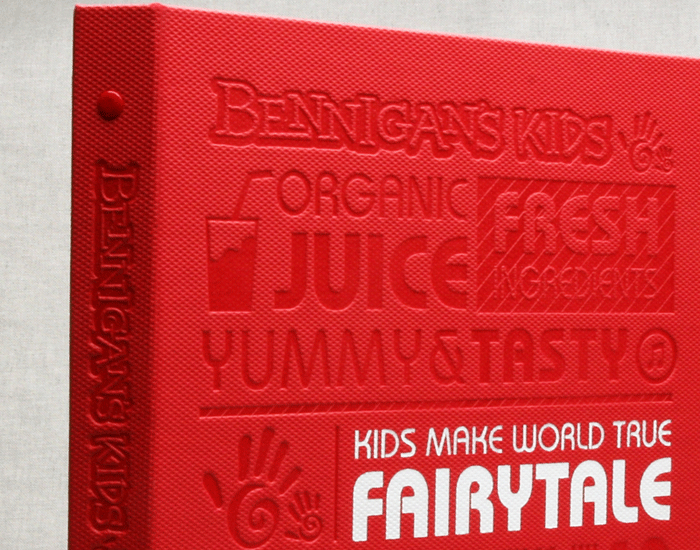 BENNIGAN'S KIDS
BENNIGAN'S KIDS
ORGANIC
JUICE
FRESH
INGREDIENTS
YUMMY&TASTY
KIDS MAKE WORLD TRUE
FAIRYTALE